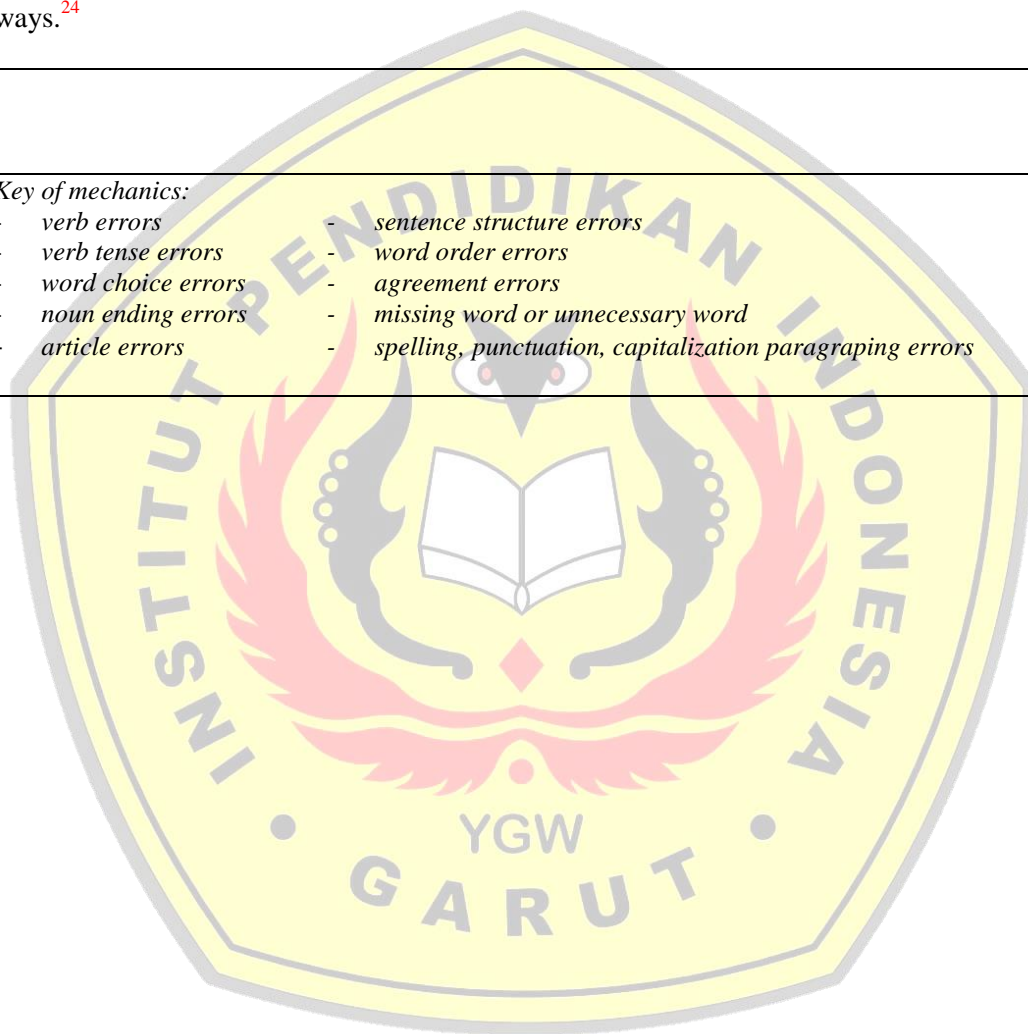 ways.24
Key of mechanics:
- verb errors - sentence structure errors
- verb tense errors - word order errors
- word choice errors - agreement errors
- noun ending errors - missing word or unnecessary word
- article errors - spelling, punctuation, capitalization paragraping errors
INSTITUT PENDIDIKAN INDONESIA
YGW
• GARUT •